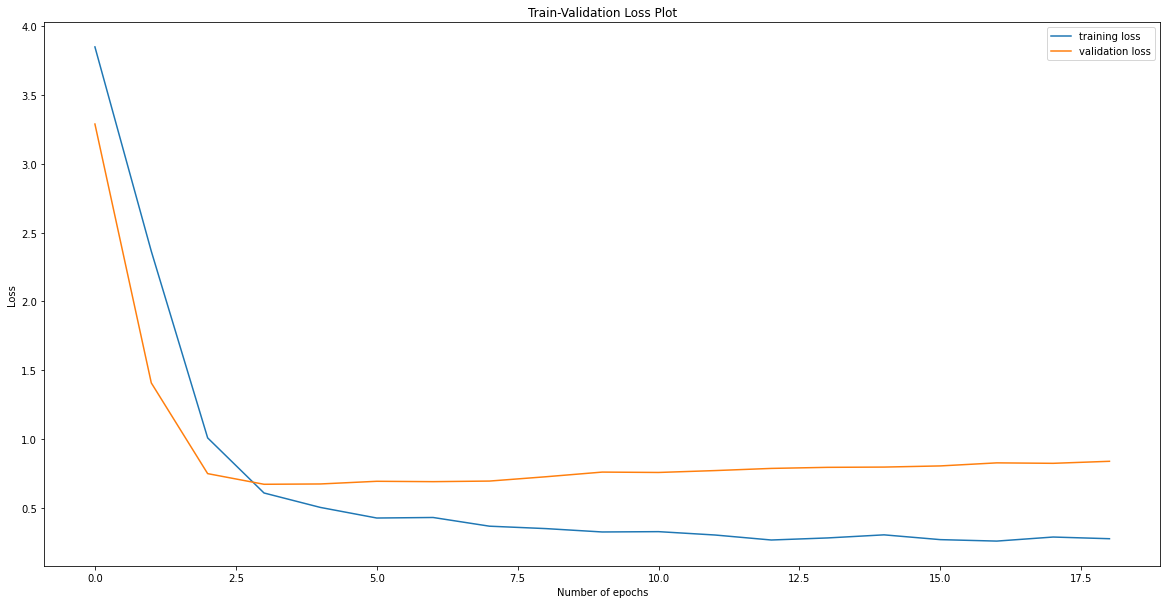 Train-Validation Loss Plot
training loss
validation loss
4.0
3.5
3.0
2.5
2.0
1.5
1.0
0.5
Loss
0.0 2.5 5.0 7.5 10.0 12.5 15.0 17.5
Number of epochs